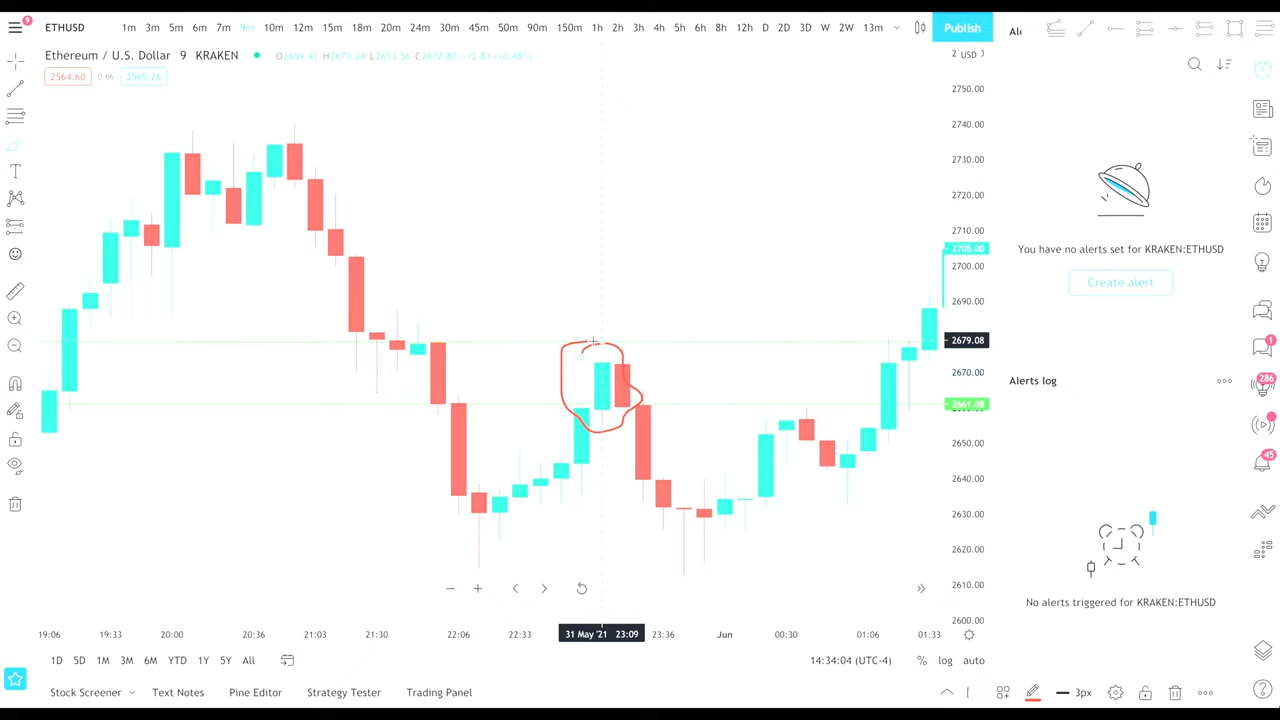 9
ETHUSD 1m 3m 5m 6m 7m 9m 10m 12m 15m 18m 20m 24m 30m 45m 50m 90m 150m 1h 2h 3h 4h 5h 6h 8h 12h D 2D 3D W 2W 13m Publish
Ethereum / U.S. Dollar 9 KRAKEN
2564.60 0.66 2565.26
USD
2750.00
2740.00
2730.00
2720.00
2710.00
2705.00
2700.00
2690.00
2679.08
2670.00
2661.08
2650.00
2640.00
2630.00
2620.00
2610.00
2600.00
You have no alerts set for KRAKEN:ETHUSD
Create alert
Alerts log
No alerts triggered for KRAKEN:ETHUSD
1
286
45
19:06 19:33 20:00 20:36 21:03 21:30 22:06 22:33 31 May '21 23:09 23:36 Jun 00:30 01:06 01:33
1D 5D 1M 3M 6M YTD 1Y 5Y All 14:34:04 (UTC-4) % log auto
Stock Screener Text Notes Pine Editor Strategy Tester Trading Panel 3px